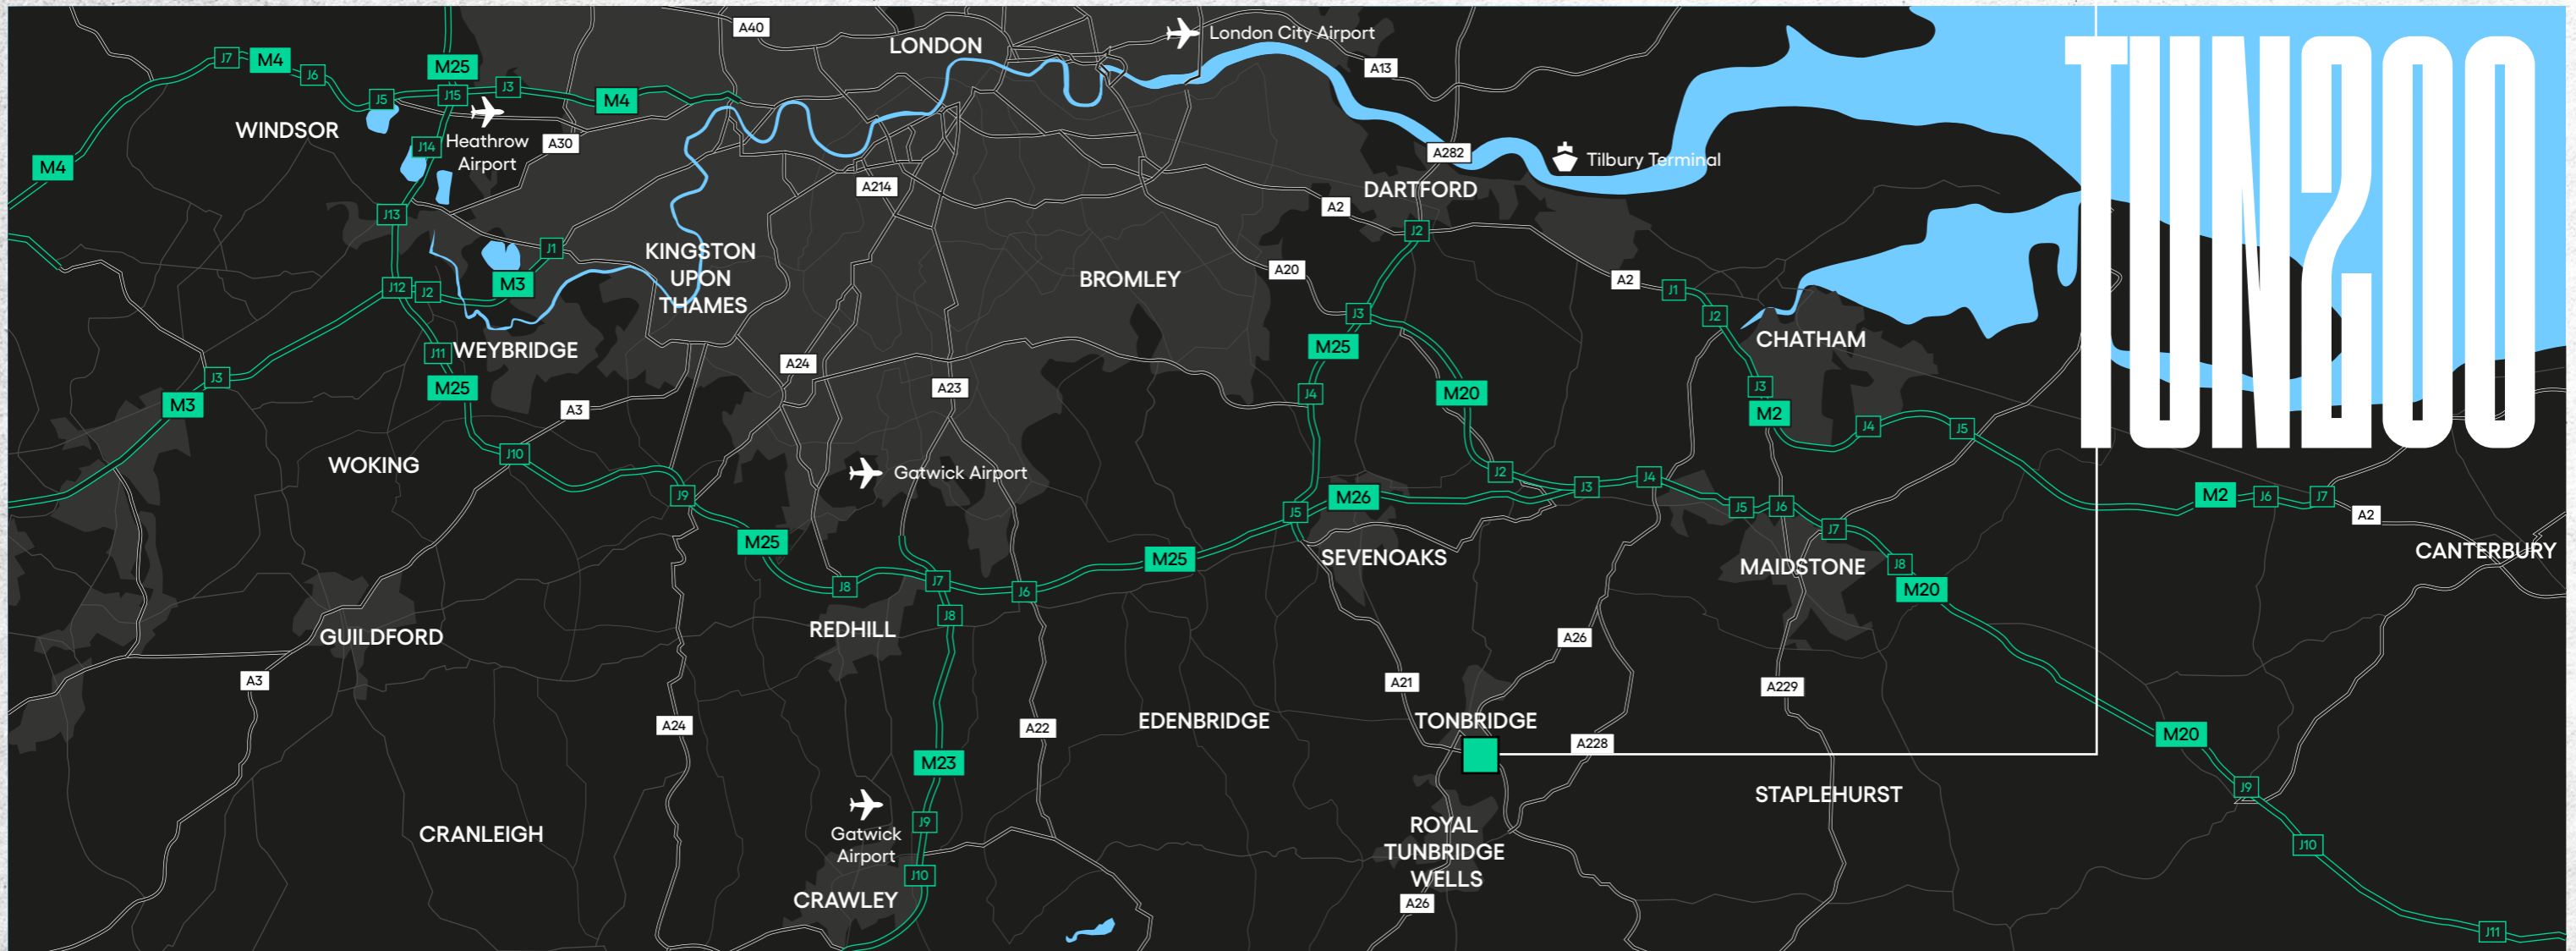 A40
LONDON
London City Airport
TUN200
J7
M4
J6
M25
A13
J5
J15
J3
M4
WINDSOR
J14
Heathrow
Airport
A30
A282
Tilbury Terminal
M4
A214
DARTFORD
J13
A2
J2
KINGSTON
UPON
THAMES
J1
BROMLEY
A20
A2
J1
M3
J12
J2
J3
J2
CHATHAM
J11
WEYBRIDGE
M25
A24
J3
M25
A23
J4
M20
J3
M3
A3
M2
J4
J5
J10
WOKING
Gatwick Airport
J2
J3
J4
J9
M26
J5
J5
J6
M2
J6
J7
A2
M25
J7
CANTERBURY
M25
SEVENOAKS
MAIDSTONE
J8
J8
J7
J6
M20
J8
REDHILL
GUILDFORD
A26
A3
A21
A229
A24
A22
EDENBRIDGE
TONBRIDGE
A228
M20
M23
J9
STAPLEHURST
CRANLEIGH
Gatwick
Airport
J9
ROYAL
TUNBRIDGE
WELLS
J10
J10
CRAWLEY
A26
J11